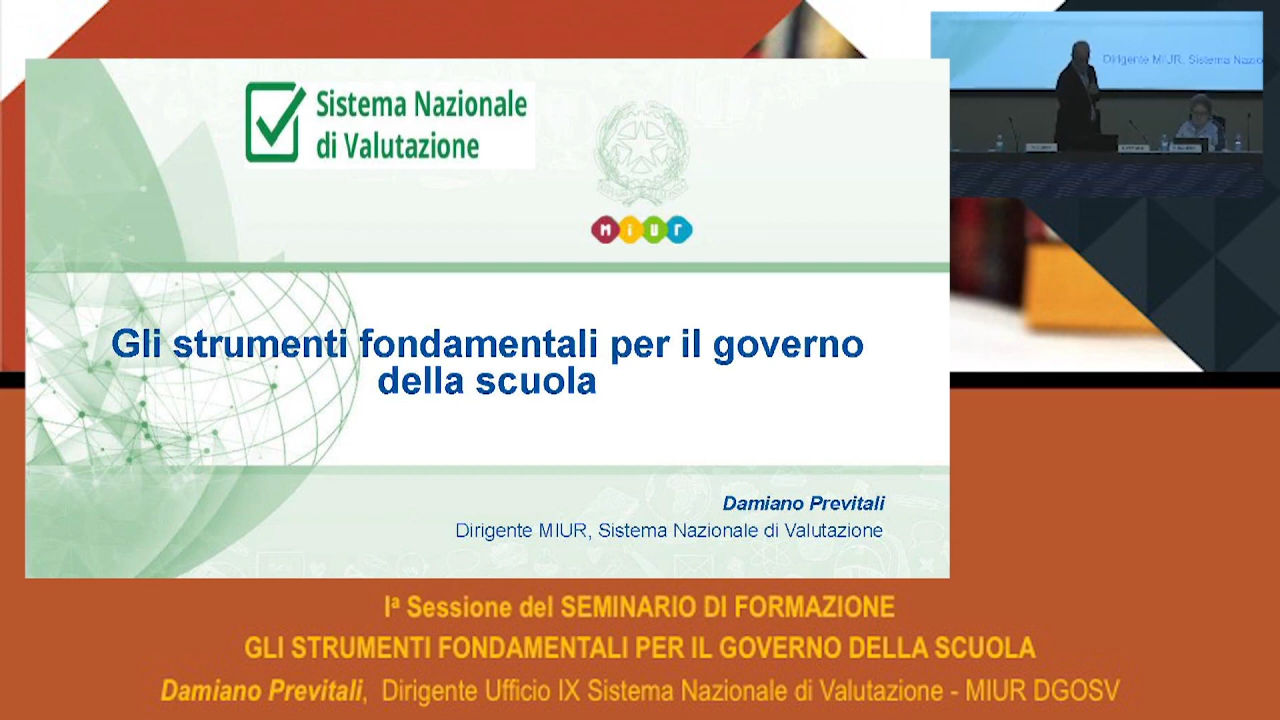 Sistema Nazionale
di Valutazione
MIUr
Gli strumenti fondamentali per il governo
della scuola
Damiano Previtali
Dirigente MIUR, Sistema Nazionale di Valutazione
Dirigente MIUR, Sistema Nazio
Iª Sessione del SEMINARIO DI FORMAZIONE
GLI STRUMENTI FONDAMENTALI PER IL GOVERNO DELLA SCUOLA
Damiano Previtali, Dirigente Ufficio IX Sistema Nazionale di Valutazione - MIUR DGOSV